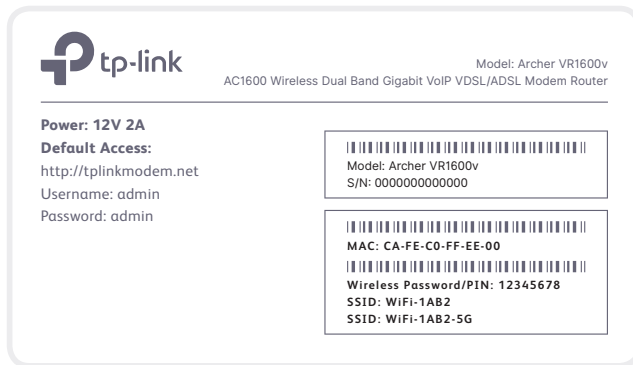 tp-link
Model: Archer VR1600v
AC1600 Wireless Dual Band Gigabit VoIP VDSL/ADSL Modem Router
Power: 12V 2A
Default Access:
http://tplinkmodem.net
Username: admin
Password: admin
Model: Archer VR1600v
S/N: 0000000000000
MAC: CA-FE-C0-FF-EE-00
Wireless Password/PIN: 12345678
SSID: WiFi-1AB2
SSID: WiFi-1AB2-5G